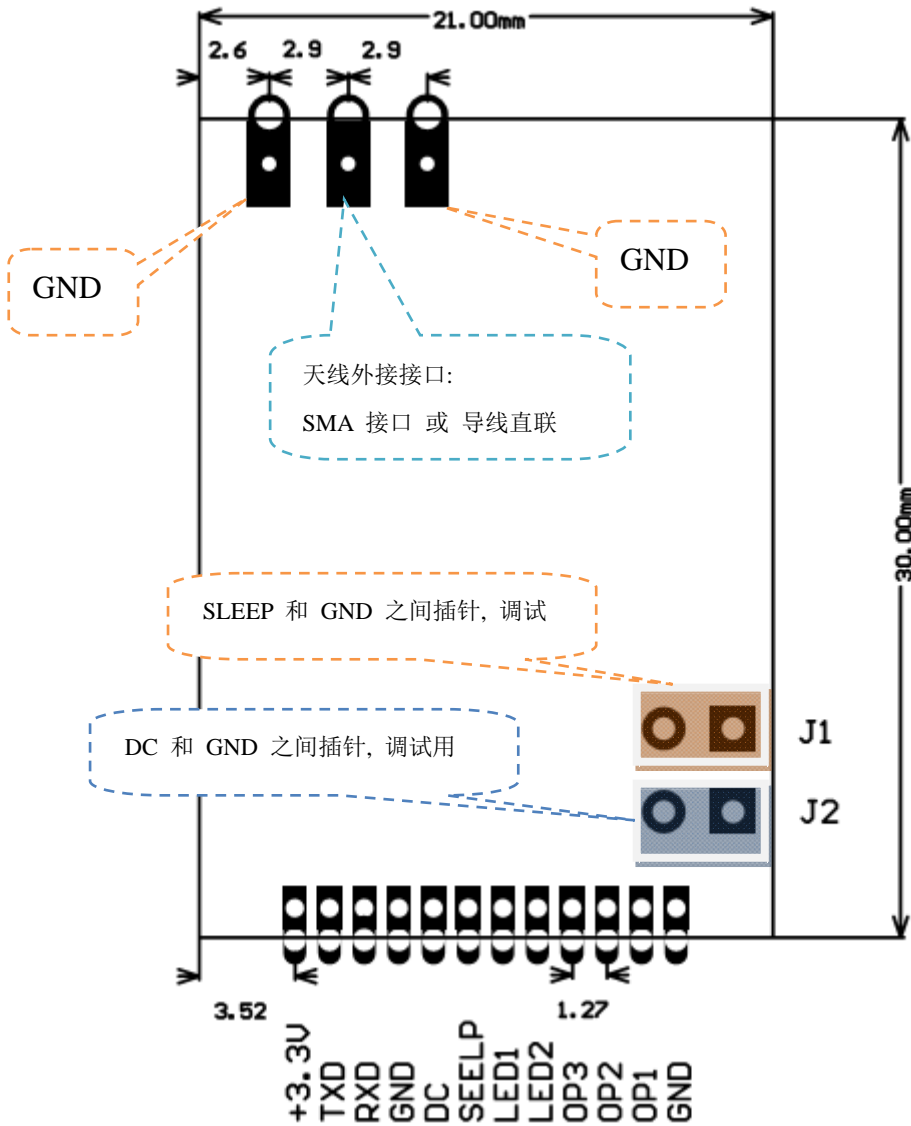 21.00mm
2.6 2.9 2.9
GND
GND
天线外接接口:
SMA 接口 或 导线直联
30.00mm
SLEEP 和 GND 之间插针, 调试
J1
DC 和 GND 之间插针, 调试用
J2
3.52
1.27
+3.3V
TXD
RXD
GND
DC
SEELP
LED1
LED2
OP3
OP2
OP1
GND